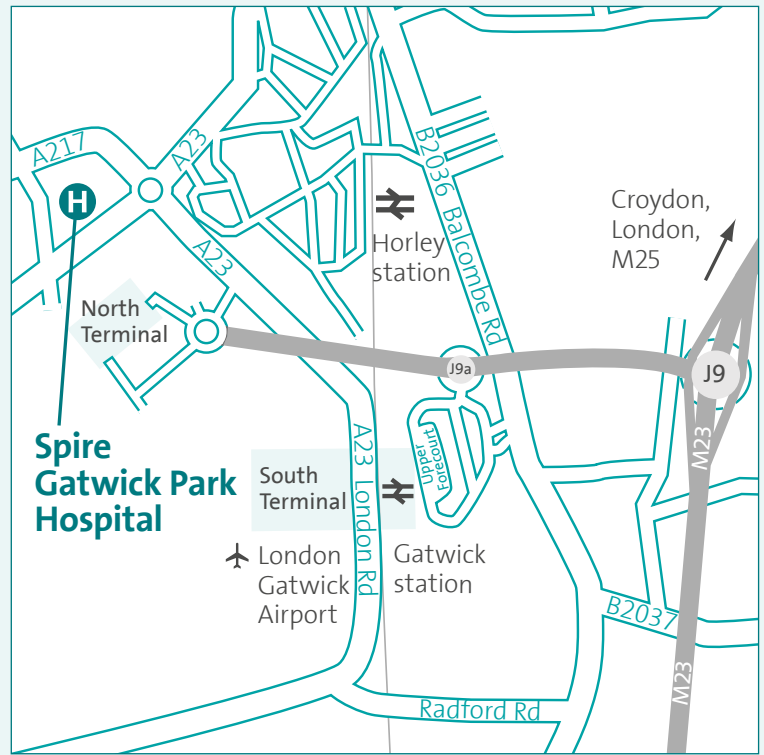 A217
A23
B2036 Balcombe Rd
H
Croydon,
London,
M25
Horley
station
A23
North
Terminal
J9a
J9
Spire
Gatwick Park
Hospital
Upper
Forecourt
M23
A23 London Rd
South
Terminal
London
Gatwick
Airport
Gatwick
station
B2037
M23
Radford Rd